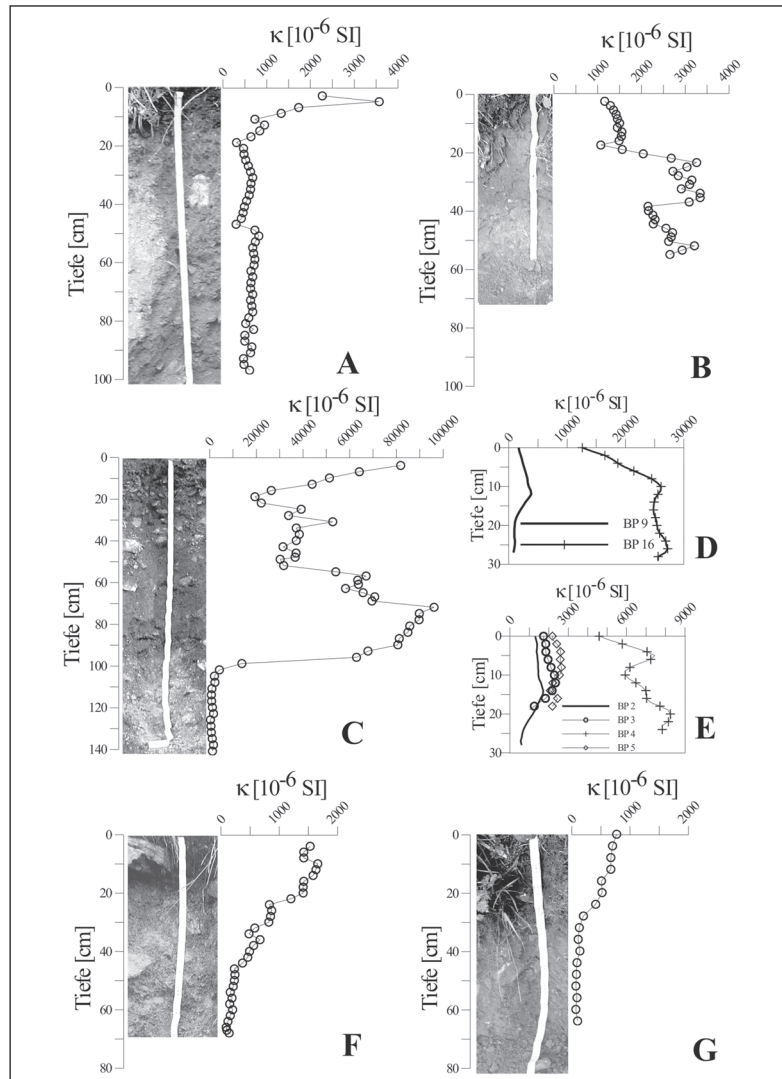 κ [10-6 SI]
0
1000
2000
3000
4000
0
20
40
60
80
100
Tiefe [cm]
A
κ [10-6 SI]
0
1000
2000
3000
4000
0
20
40
60
80
100
Tiefe [cm]
B
κ [10-6 SI]
0
20000
40000
60000
80000
100000
0
20
40
60
80
100
120
140
Tiefe [cm]
C
κ [10-6 SI]
0
10000
20000
30000
0
10
20
30
Tiefe [cm]
BP 9
BP 16
D
κ [10-6 SI]
0
3000
6000
9000
0
10
20
30
Tiefe [cm]
BP 2
BP 3
BP 4
BP 5
E
κ [10-6 SI]
0
1000
2000
0
20
40
60
80
Tiefe [cm]
F
κ [10-6 SI]
0
1000
2000
0
20
40
60
80
Tiefe [cm]
G